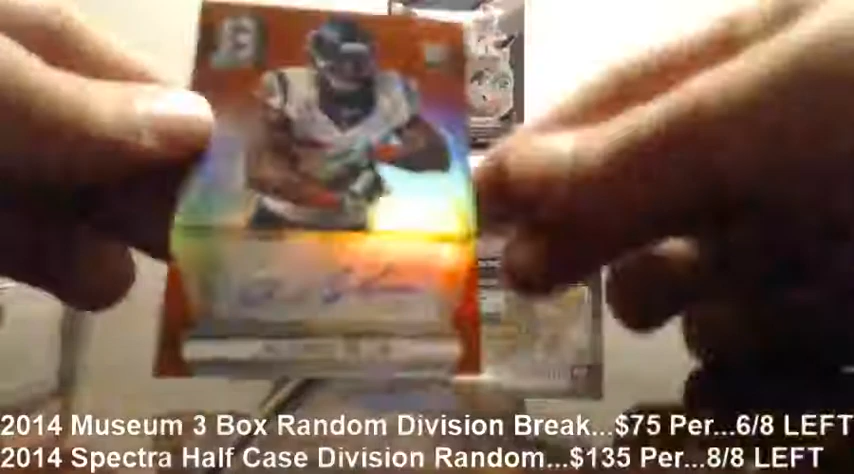 2014 Museum 3 Box Random Division Break...$75 Per...6/8 LEFT
2014 Spectra Half Case Division Random...$135 Per...8/8 LEFT